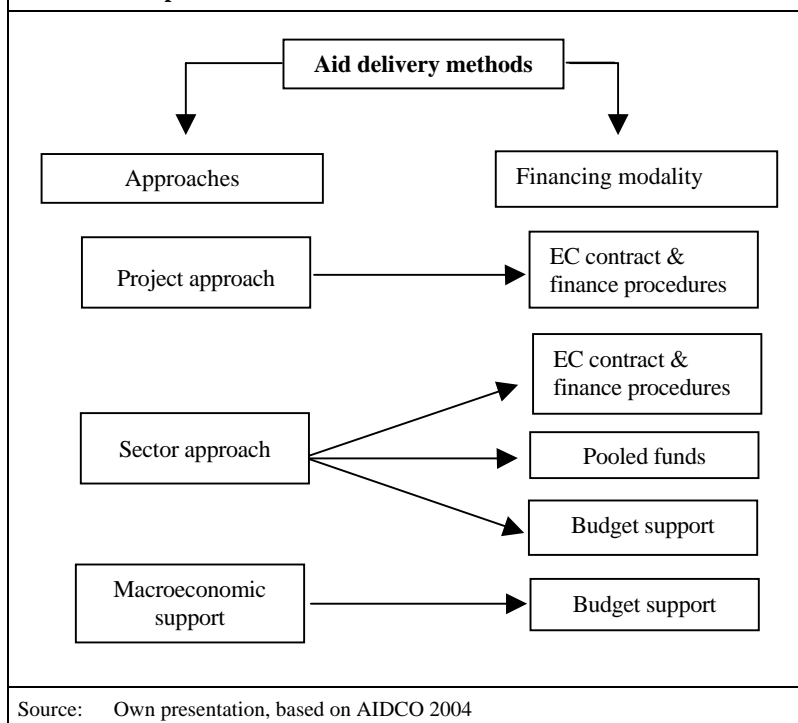 Aid delivery methods
Approaches
Financing modality
Project approach
EC contract &
finance procedures
EC contract &
finance procedures
Sector approach
Pooled funds
Budget support
Macroeconomic
support
Budget support
Source: Own presentation, based on AIDCO 2004